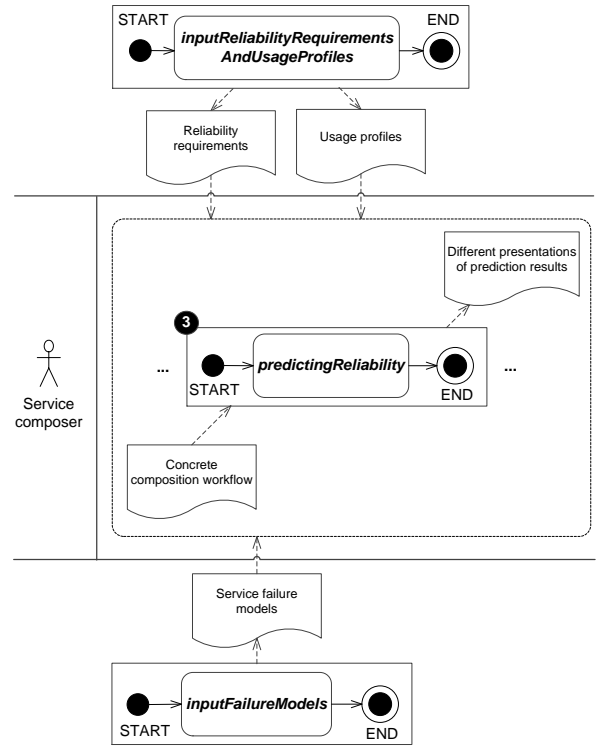 START
END
inputReliabilityRequirements
AndUsageProfiles
Reliability
requirements
Usage profiles
Different presentations
of prediction results
3
...
predictingReliability
...
START
END
Service
composer
Concrete
composition workflow
Service failure
models
inputFailureModels
START
END